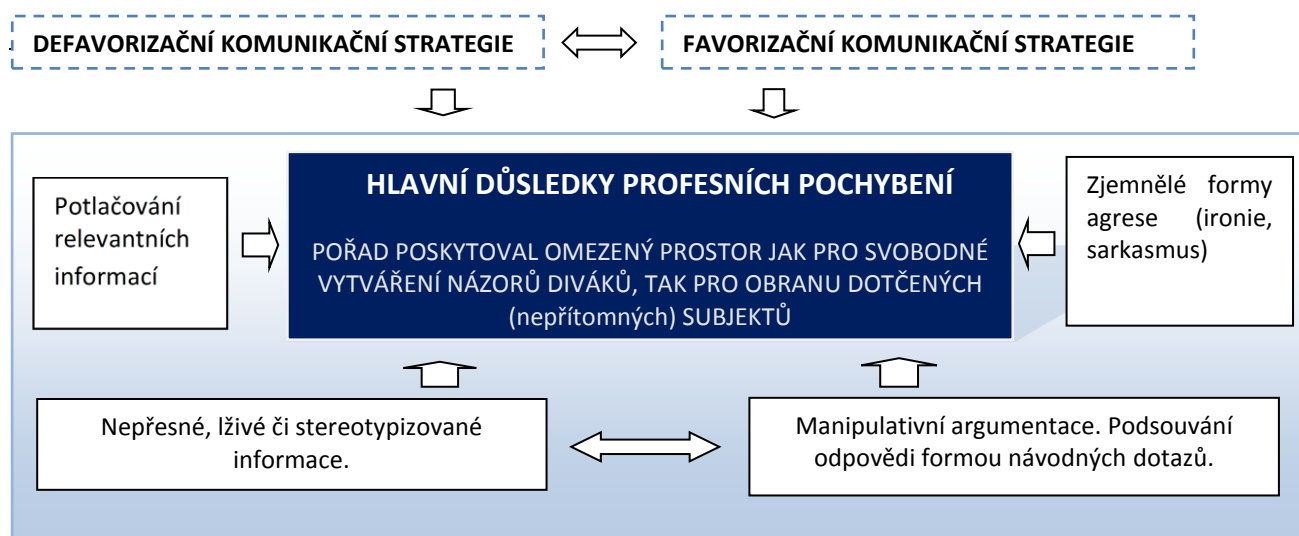 DEFAVORIZAČNÍ KOMUNIKAČNÍ STRATEGIE
FAVORIZAČNÍ KOMUNIKAČNÍ STRATEGIE
Potlačování
relevantních
informací
HLAVNÍ DŮSLEDKY PROFESNÍCH POCHYBENÍ
POŘAD POSKYTOVAL OMEZENÝ PROSTOR JAK PRO SVOBODNÉ
VYTVÁŘENÍ NÁZORŮ DIVÁKŮ, TAK PRO OBRANU DOTČENÝCH
(nepřítomných) SUBJEKTŮ
Zjemnělé formy
agrese (ironie,
sarkasmus)
Nepřesné, lživé či stereotypizované
informace.
Manipulativní argumentace. Podsouvání
odpovědi formou návodných dotazů.